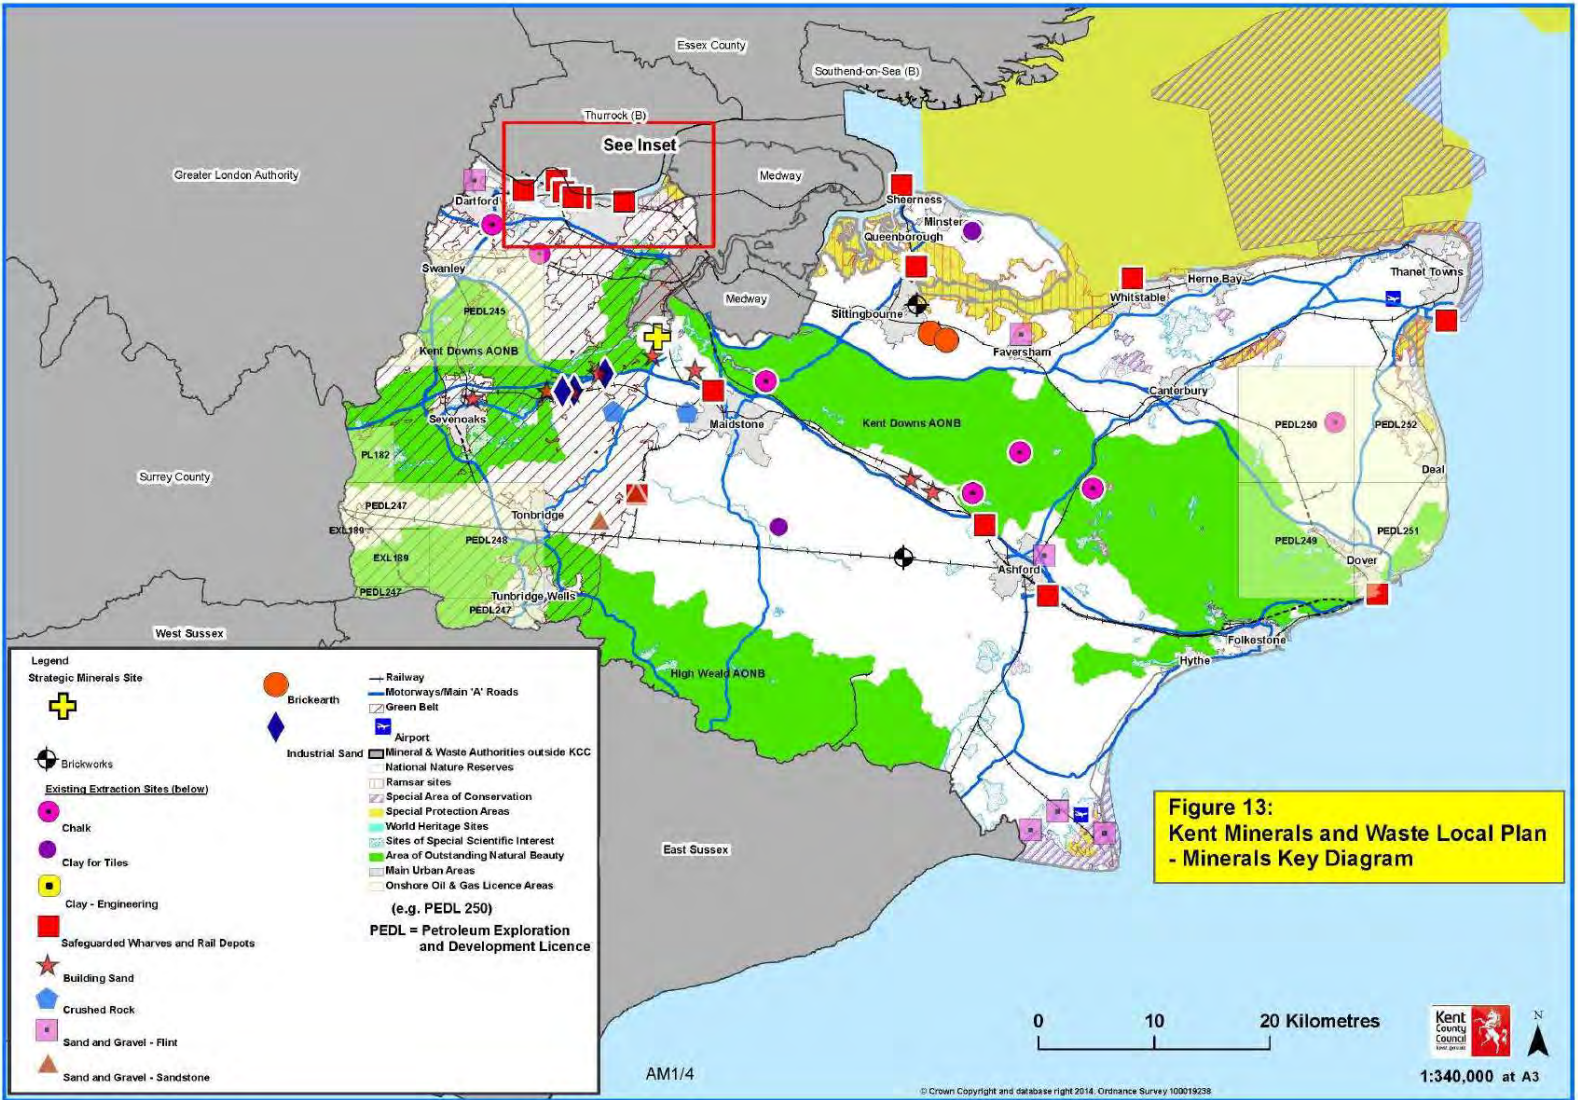 Essex County
Southend-on-Sea (B)
Thurrock (B)
See Inset
Greater London Authority
Medway
Dartford
Sheerness
Minster
Queenborough
Swanley
Herne Bay
Thanet Towns
Whitstable
Medway
PEDL245
Sittingbourne
Faversham
Kent Downs AONB
Canterbury
Sevenoaks
Maidstone
Kent Downs AONB
PEDL250
PEDL252
PL182
Surrey County
Deal
PEDL247
Tonbridge
EXL189
PEDL248
PEDL249
PEDL251
EXL189
Ashford
Dover
PEDL247
Tunbridge Wells
PEDL247
West Sussex
Folkestone
Hythe
High Weald AONB
East Sussex
Legend
Strategic Minerals Site
Brickworks
Existing Extraction Sites (below)
Chalk
Clay for Tiles
Clay - Engineering
Safeguarded Wharves and Rail Depots
Building Sand
Crushed Rock
Sand and Gravel - Flint
Sand and Gravel - Sandstone
Brickearth
Industrial Sand
Railway
Motorways/Main 'A' Roads
Green Belt
Airport
Mineral & Waste Authorities outside KCC
National Nature Reserves
Ramsar sites
Special Area of Conservation
Special Protection Areas
World Heritage Sites
Sites of Special Scientific Interest
Area of Outstanding Natural Beauty
Main Urban Areas
Onshore Oil & Gas Licence Areas
(e.g. PEDL 250)
PEDL = Petroleum Exploration
and Development Licence
Figure 13:
Kent Minerals and Waste Local Plan
- Minerals Key Diagram
0 10 20 Kilometres
Kent
County
Council
kent.gov.uk
N
1:340,000 at A3
AM1/4
© Crown Copyright and database right 2014. Ordnance Survey 100019238